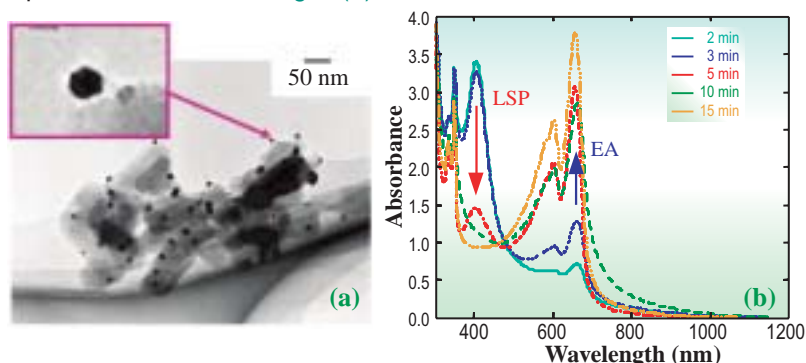 50 nm
(a)
(b)
4.0
3.5
3.0
2.5
2.0
1.5
1.0
0.5
0.0
Absorbance
LSP
EA
2 min
3 min
5 min
10 min
15 min
400
600
800
1000
1200
Wavelength (nm)